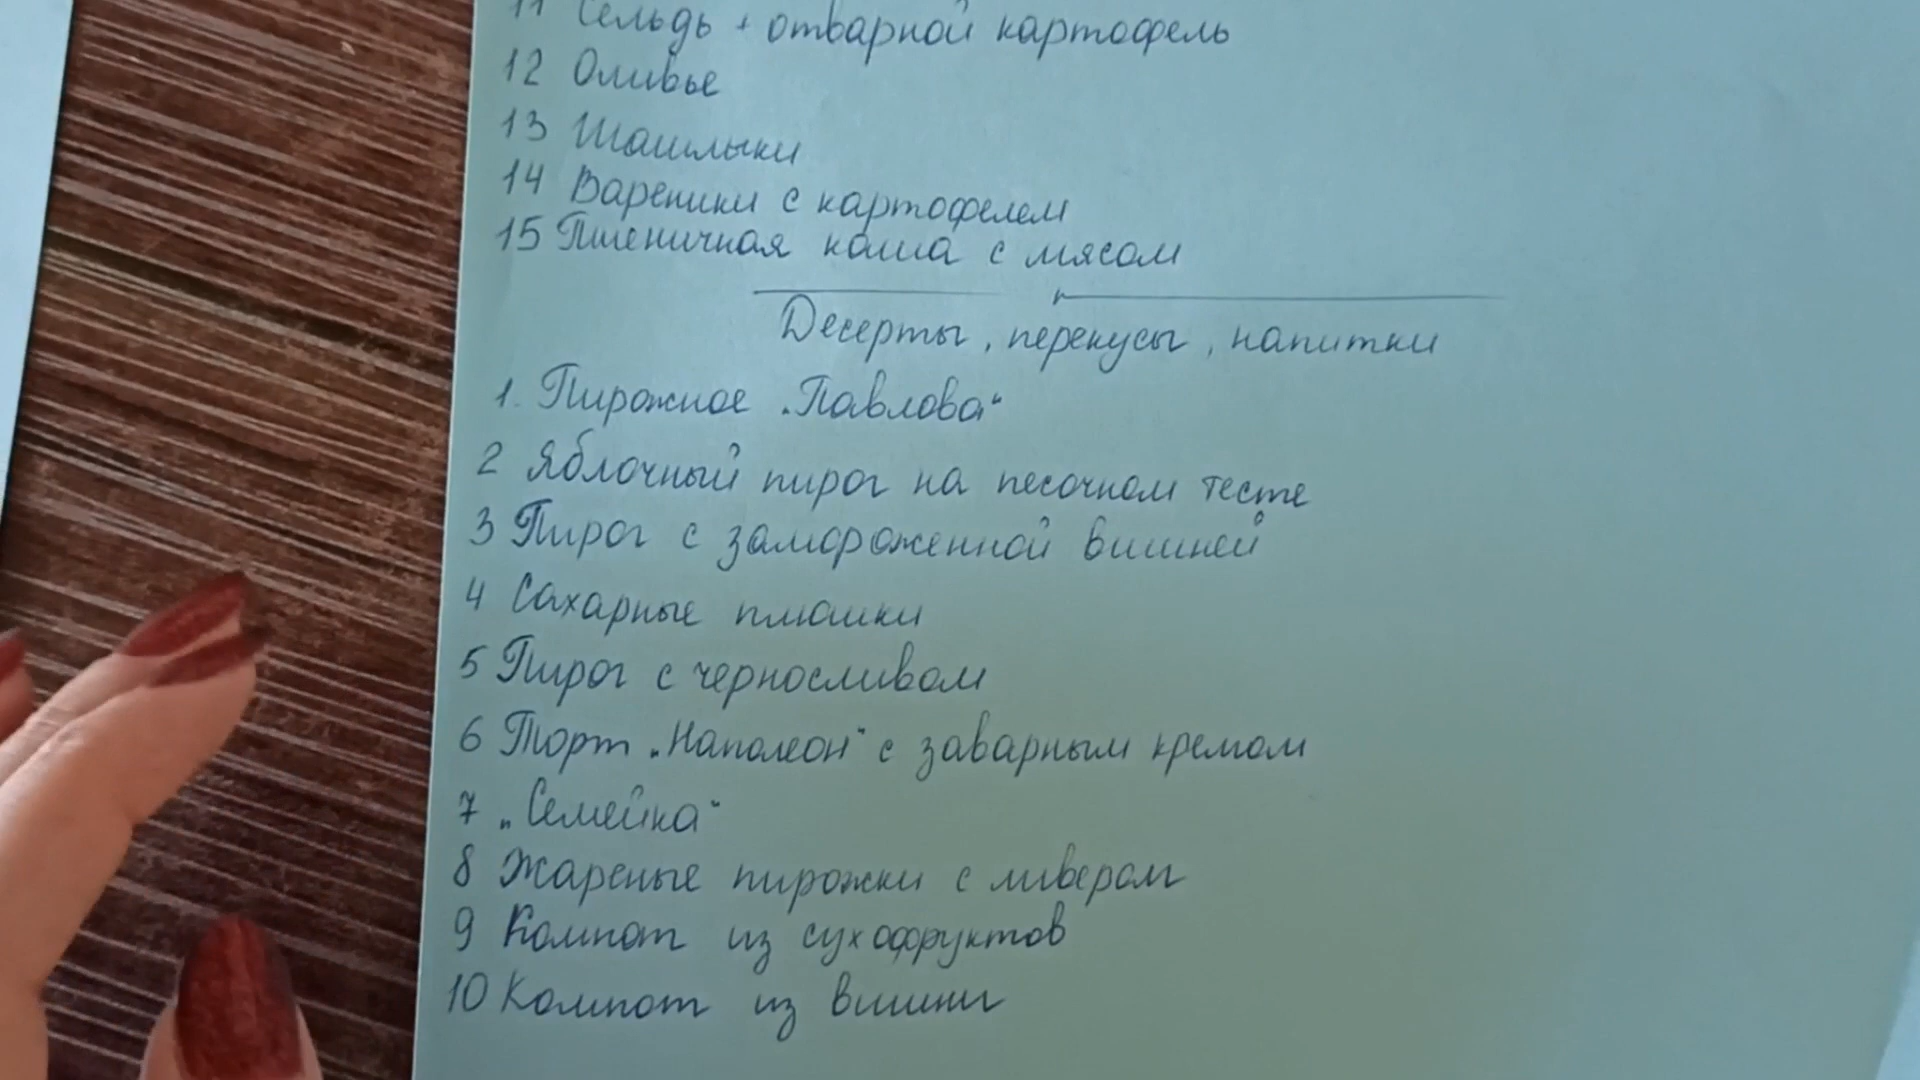 11 Сельдь + отварной картофель
12 Оливье
13 Шашлыки
14 Вареники с картофелем
15 Пшеничная каша с мясом
Десерты, перекусы, напитки
1. Пирожное „Павлова“
2 Яблочный пирог на песочном тесте
3 Пирог с замороженной вишней
4 Сахарные плюшки
5 Пирог с черносливом
6 Торт „Наполеон“ с заварным кремом
7 „Семейка“
8 Жареные пирожки с ливером
9 Компот из сухофруктов
10 Компот из вишни